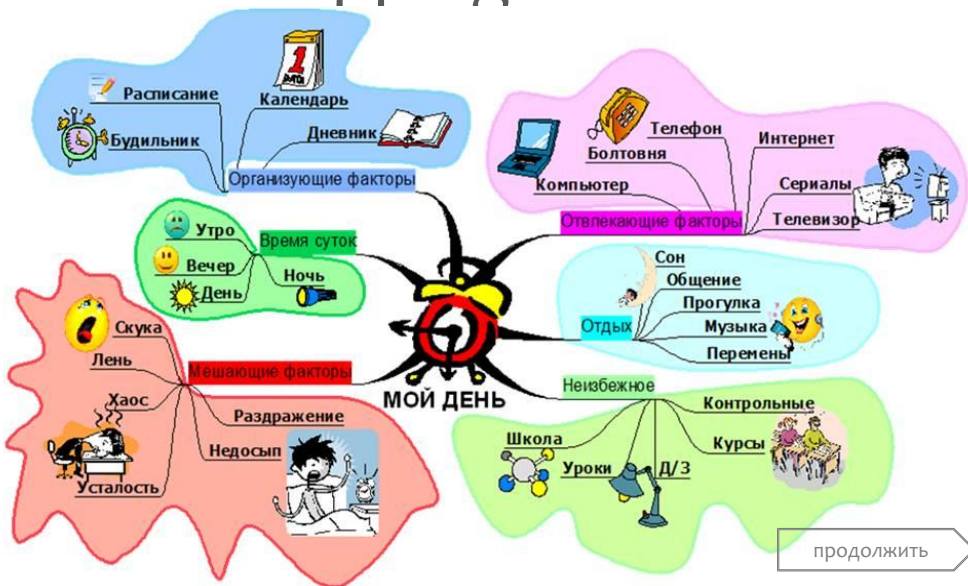 Расписание
Календарь
Будильник
Дневник
Организующие факторы
Телефон
Болтовня
Интернет
Компьютер
Сериалы
Телевизор
Отвлекающие факторы
Утро
Время суток
Вечер
Ночь
День
Сон
Общение
Прогулка
Отдых
Музыка
Перемены
Скука
Лень
Мешающие факторы
Хаос
Раздражение
Недосып
Усталость
МОЙ ДЕНЬ
Неизбежное
Контрольные
Школа
Курсы
Уроки
Д/З
продолжить